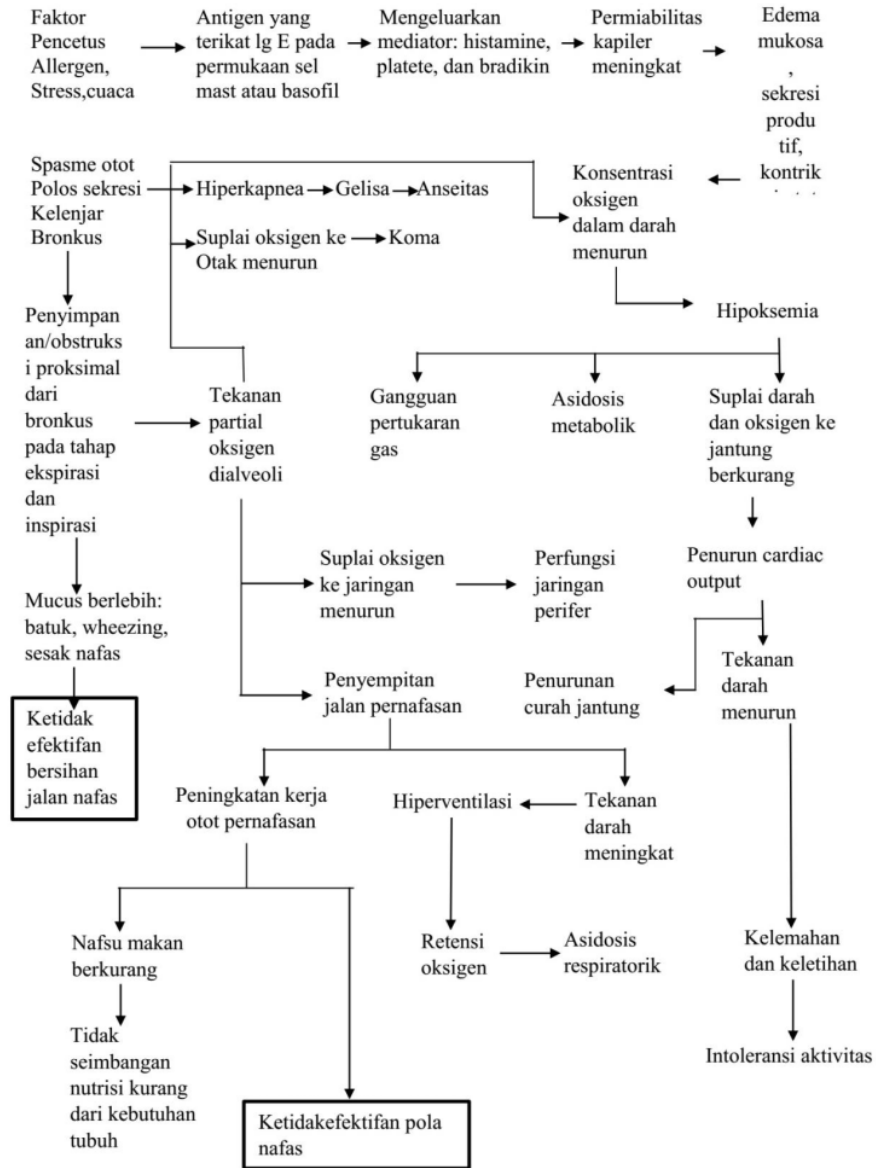 Faktor
Pencetus
Allergen,
Stress,cuaca
Antigen yang
terikat lg E pada
permukaan sel
mast atau basofil
Mengeluarkan
mediator: histamine,
platete, dan bradikin
Permiabilitas
kapiler
meningkat
Edema
mukosa
,
sekresi
produ
tif,
kontrik
Spasme otot
Polos sekresi
Kelenjar
Bronkus
Hiperkapnea
Gelisa
Anseitas
Suplai oksigen ke
Otak menurun
Koma
Konsentrasi
oksigen
dalam darah
menurun
Hipoksemia
Penyimpan
an/obstruks
i proksimal
dari
bronkus
pada tahap
ekspirasi
dan
inspirasi
Tekanan
partial
oksigen
dialveoli
Gangguan
pertukaran
gas
Asidosis
metabolik
Suplai darah
dan oksigen ke
jantung
berkurang
Suplai oksigen
ke jaringan
menurun
Perfungsi
jaringan
perifer
Penurun cardiac
output
Mucus berlebih:
batuk, wheezing,
sesak nafas
Penyempitan
jalan pernafasan
Penurunan
curah jantung
Tekanan
darah
menurun
Ketidak
efektifan
bersihan
jalan nafas
Peningkatan kerja
otot pernafasan
Hiperventilasi
Tekanan
darah
meningkat
Nafsu makan
berkurang
Retensi
oksigen
Asidosis
respiratorik
Kelemahan
dan keletihan
Tidak
seimbangan
nutrisi kurang
dari kebutuhan
tubuh
Ketidakefektifan pola
nafas
Intoleransi aktivitas